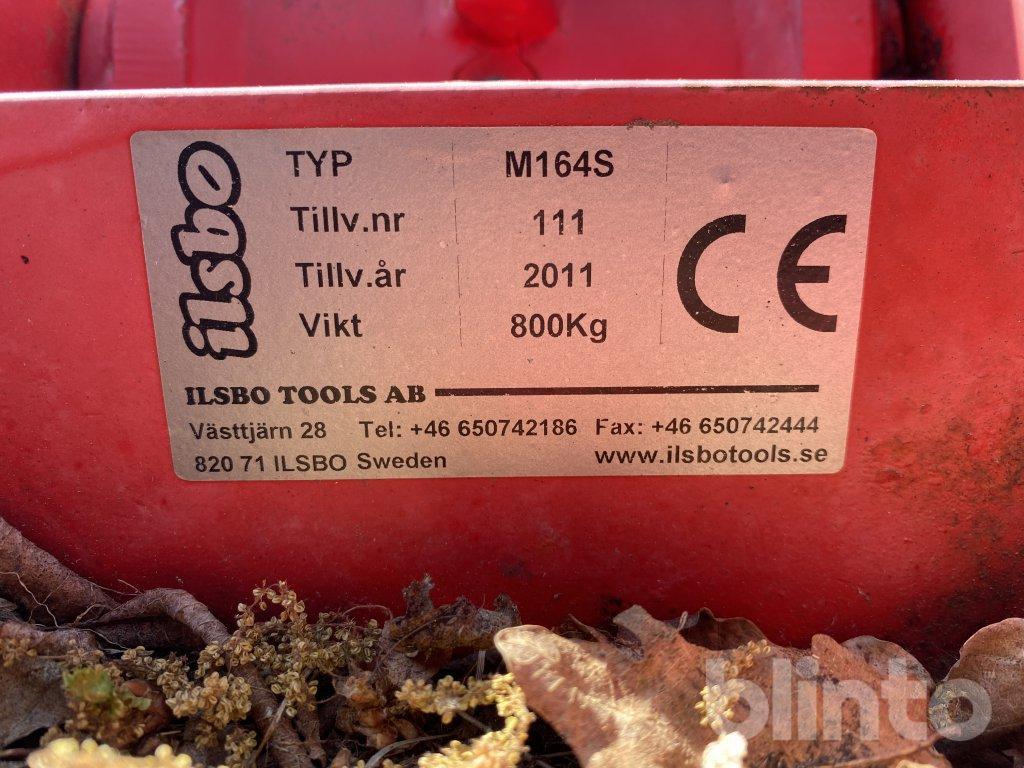 ilsbo
TYP M164S
Tillv.nr 111
Tillv.år 2011
Vikt 800Kg
CE
ILSBO TOOLS AB
Västtjärn 28 Tel: +46 650742186 Fax: +46 650742444
820 71 ILSBO Sweden www.ilsbotools.se
blinto™